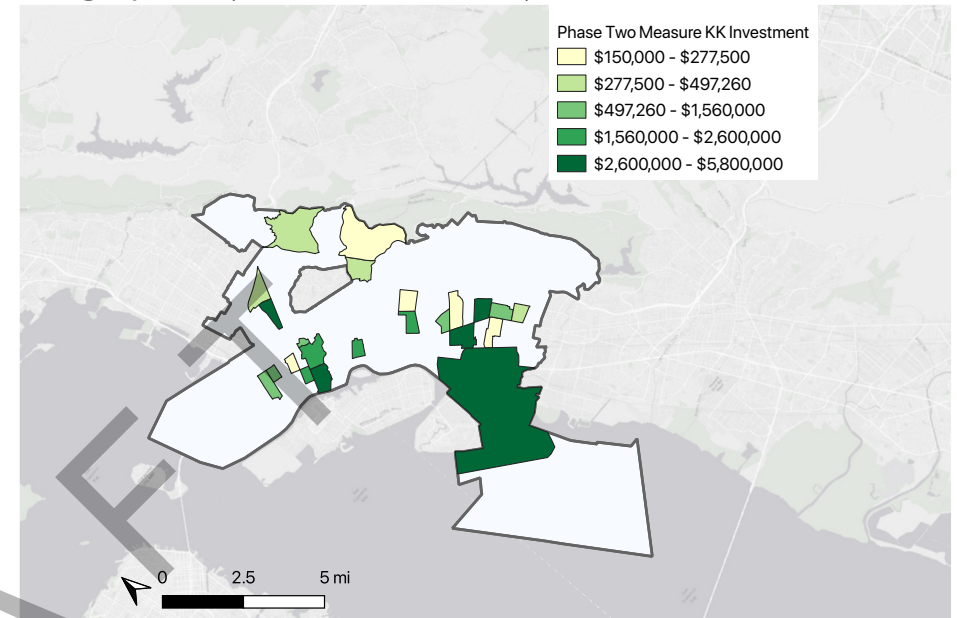 Phase Two Measure KK Investment
$150,000 - $277,500
$277,500 - $497,260
$497,260 - $1,560,000
$1,560,000 - $2,600,000
$2,600,000 - $5,800,000
0 2.5 5 mi